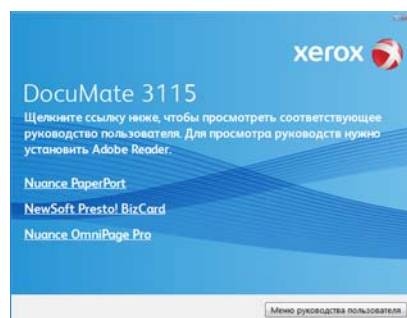 xerox
DocuMate 3115
Щелкните ссылку ниже, чтобы просмотреть соответствующее
руководство пользователя. Для просмотра руководств нужно
установить Adobe Reader.
Nuance PaperPort
NewSoft Presto! BizCard
Nuance OmniPage Pro
Меню руководства пользователя